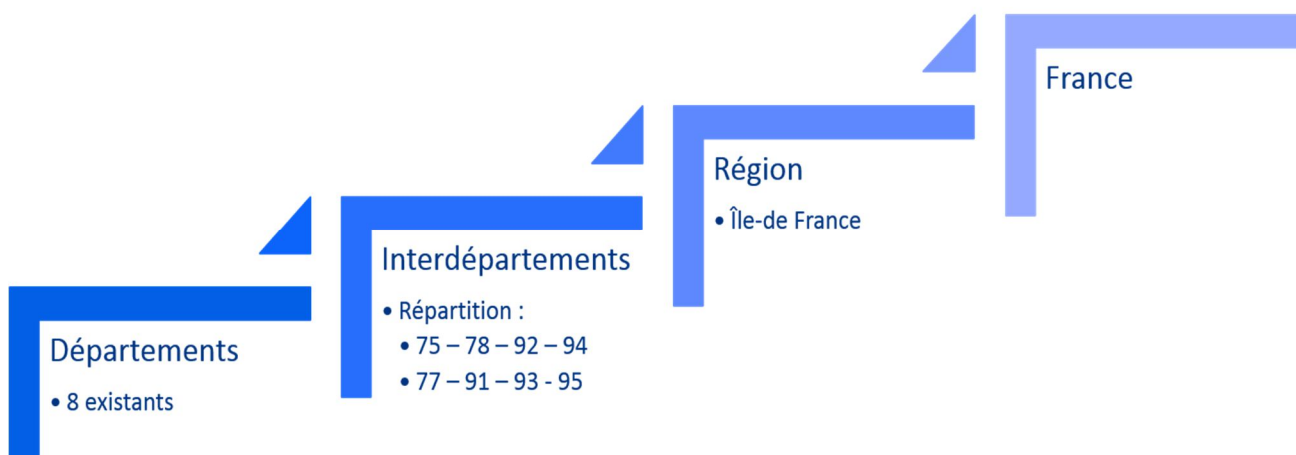 Départements
• 8 existants
Interdépartements
• Répartition :
• 75 – 78 – 92 – 94
• 77 – 91 – 93 - 95
Région
• Île-de France
France